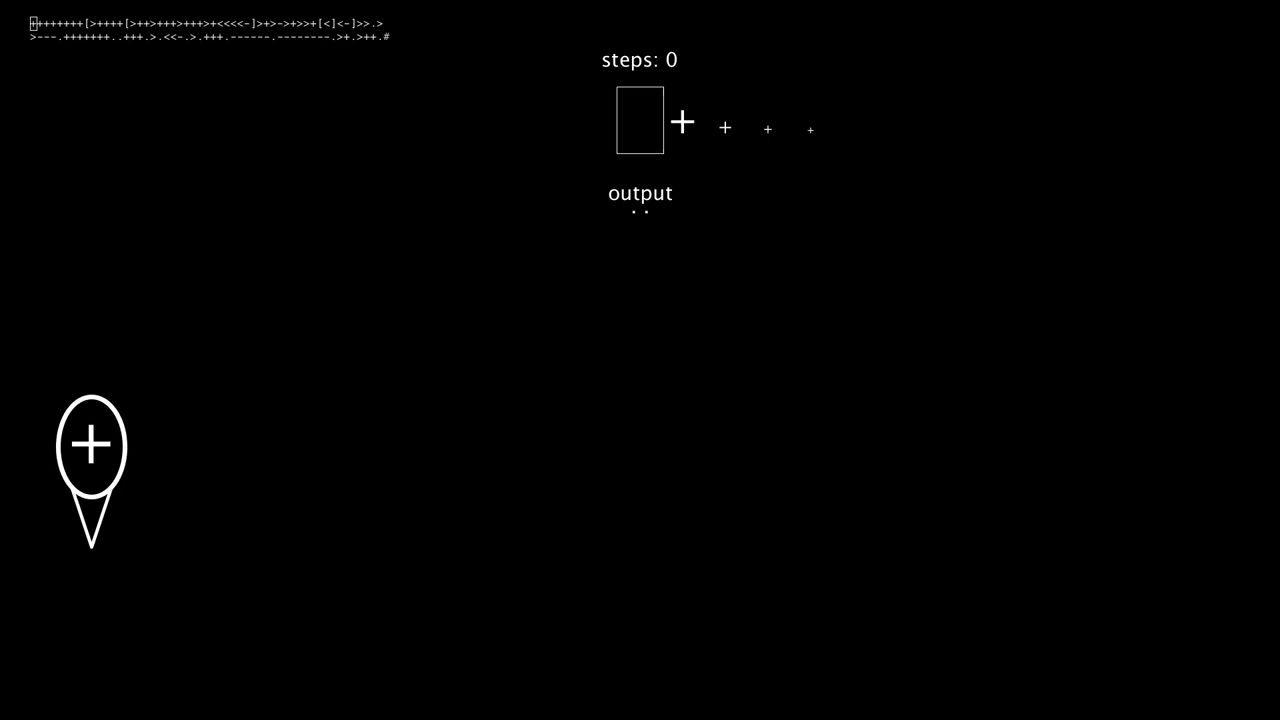 ++++++++[>++++[>++>+++>+++>+<<<<-]>+>->+>>+[<]<-]>>.>
>---.+++++++..+++.>.<<-.>.+++.------.--------.>+.>++.#
steps: 0
+ + + +
output
..
+